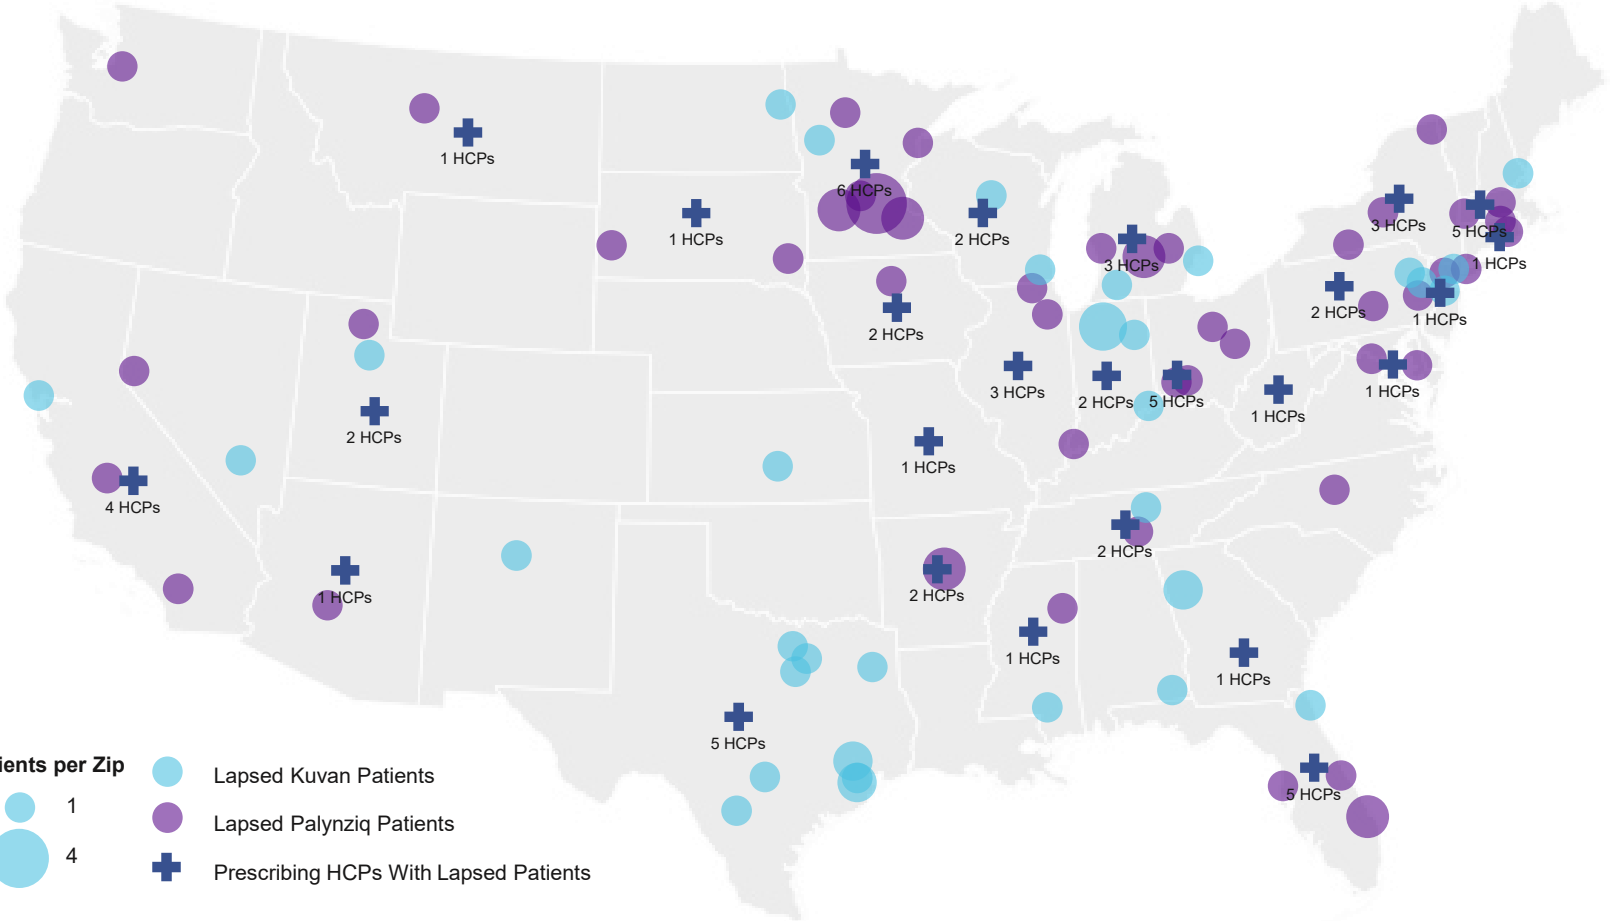 1 HCPs
6 HCPs
3 HCPs
5 HCPs
1 HCPs
2 HCPs
1 HCPs
3 HCPs
2 HCPs
1 HCPs
2 HCPs
3 HCPs
2 HCPs
5 HCPs
1 HCPs
1 HCPs
2 HCPs
1 HCPs
4 HCPs
2 HCPs
1 HCPs
2 HCPs
1 HCPs
1 HCPs
5 HCPs
5 HCPs
ients per Zip
1
4
Lapsed Kuvan Patients
Lapsed Palynziq Patients
Prescribing HCPs With Lapsed Patients